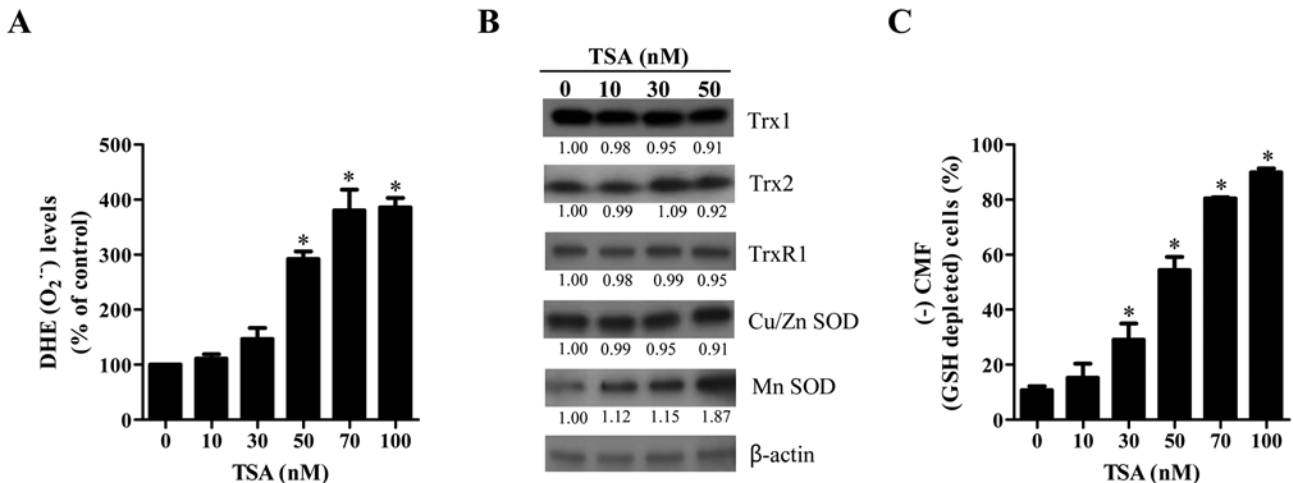 A
DHE (O₂˙⁻) levels
(% of control)
500
400
300
200
100
0
*
*
*
0 10 30 50 70 100
TSA (nM)
B
TSA (nM)
0 10 30 50
Trx1
1.00 0.98 0.95 0.91
Trx2
1.00 0.99 1.09 0.92
TrxR1
1.00 0.98 0.99 0.95
Cu/Zn SOD
1.00 0.99 0.95 0.91
Mn SOD
1.00 1.12 1.15 1.87
β-actin
C
(-) CMF
(GSH depleted) cells (%)
100
80
60
40
20
0
*
*
*
*
0 10 30 50 70 100
TSA (nM)